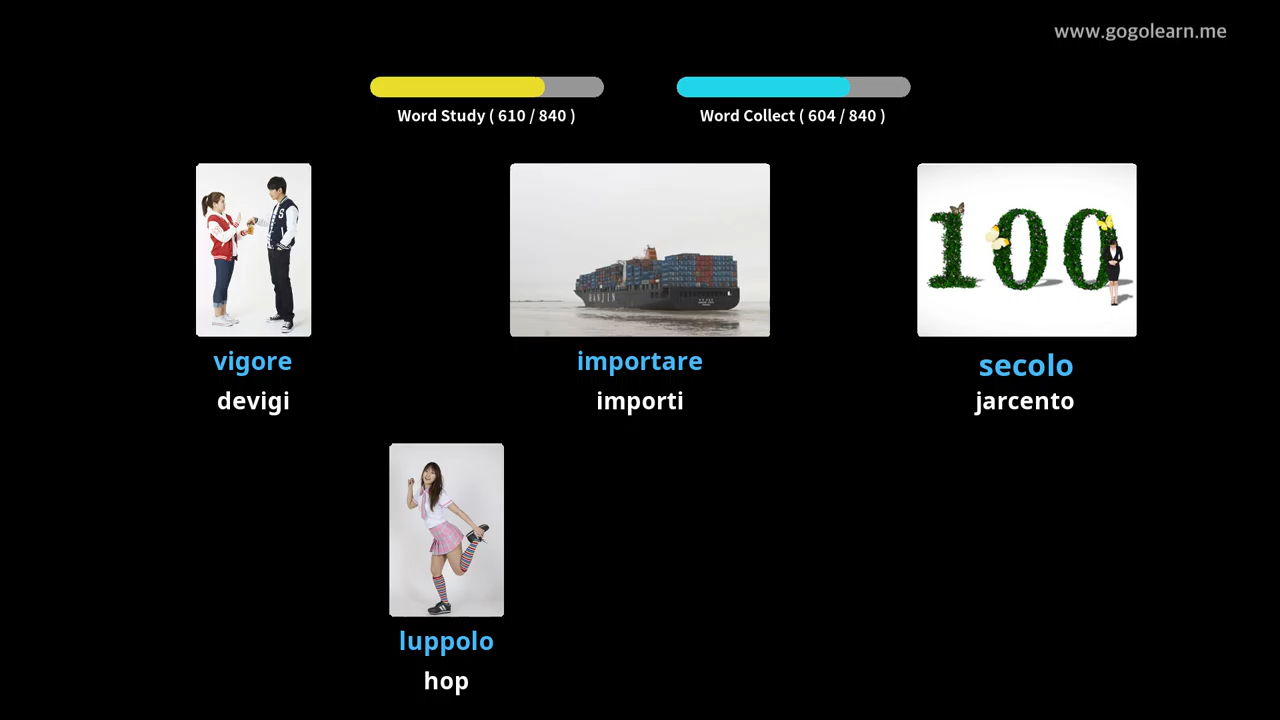 www.gogolearn.me
Word Study ( 610 / 840 )
Word Collect ( 604 / 840 )
100
HANJIN
S
vigore
importare
secolo
devigi
importi
jarcento
luppolo
hop